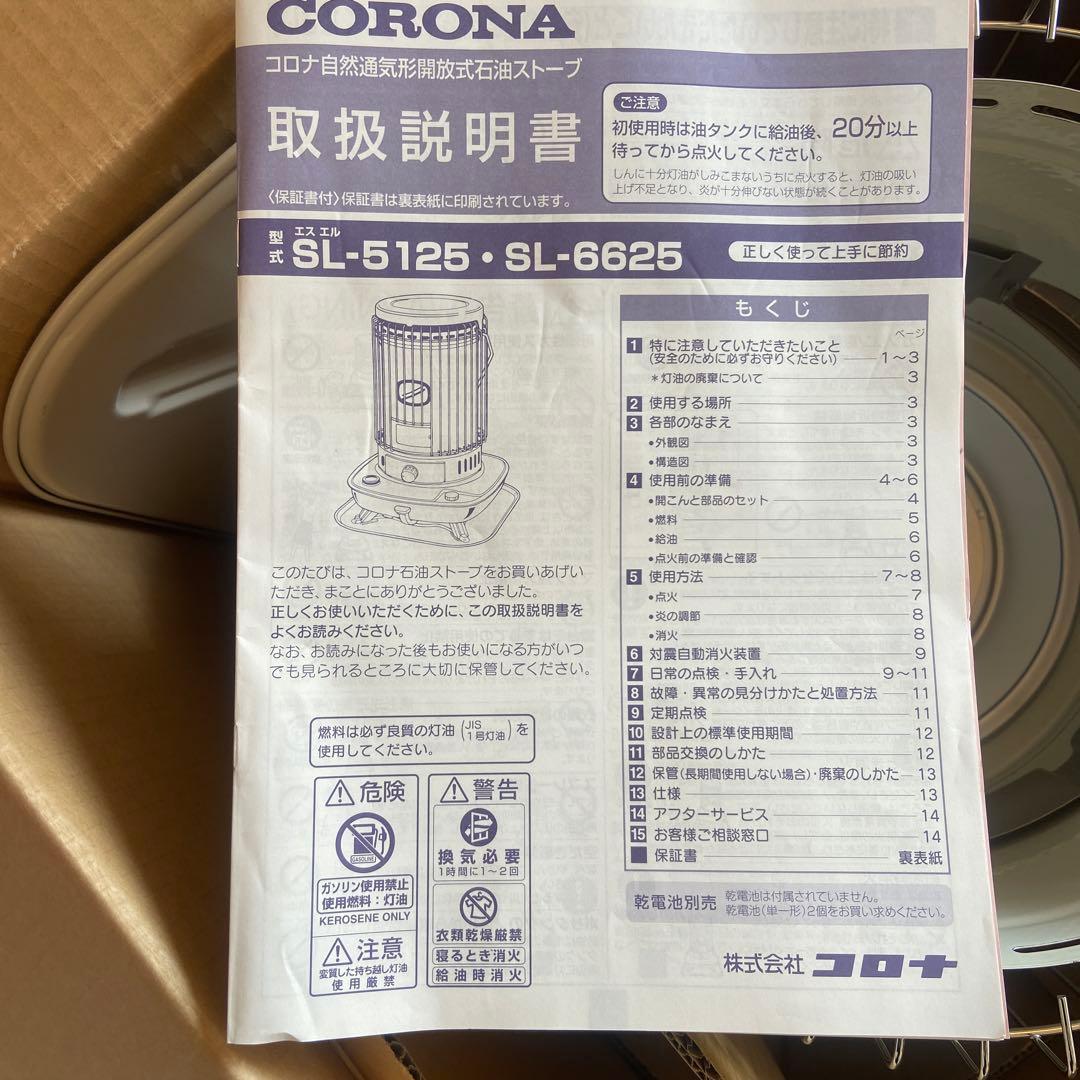 CORONA
コロナ自然通気形開放式石油ストーブ
取扱説明書
〈保証書付〉保証書は裏表紙に印刷されています。
ご注意
初使用時は油タンクに給油後、20分以上
待ってから点火してください。
しんに十分灯油がしみこまないうちに点火すると、灯油の吸い
上げ不足となり、炎が十分伸びない状態が続くことがあります。
型式
エス エル
SL-5125・SL-6625
正しく使って上手に節約
このたびは、コロナ石油ストーブをお買いあげい
ただき、まことにありがとうございました。
正しくお使いいただくために、この取扱説明書を
よくお読みください。
なお、お読みになった後もお使いになる方がいつ
でも見られるところに大切に保管してください。
燃料は必ず良質の灯油(JIS 1号灯油)を
使用してください。
危険
GASOLINE
ガソリン使用禁止
使用燃料:灯油
KEROSENE ONLY
注意
変質した持ち越し灯油
使用厳禁
警告
換気必要
1時間に1〜2回
衣類乾燥厳禁
寝るとき消火
給油時消火
もくじ
ページ
1 特に注意していただきたいこと
(安全のために必ずお守りください) 1〜3
*灯油の廃棄について 3
2 使用する場所 3
3 各部のなまえ 3
•外観図 3
•構造図 3
4 使用前の準備 4〜6
•開こんと部品のセット 4
•燃料 5
•給油 6
•点火前の準備と確認 6
5 使用方法 7〜8
•点火 7
•炎の調節 8
•消火 8
6 対震自動消火装置 9
7 日常の点検・手入れ 9〜11
8 故障・異常の見分けかたと処置方法 11
9 定期点検 11
10 設計上の標準使用期間 12
11 部品交換のしかた 12
12 保管(長期間使用しない場合)・廃棄のしかた 13
13 仕様 13
14 アフターサービス 14
15 お客様ご相談窓口 14
■ 保証書 裏表紙
乾電池別売
乾電池は付属されていません。
乾電池(単一形)2個をお買い求めください。
株式会社 コロナ